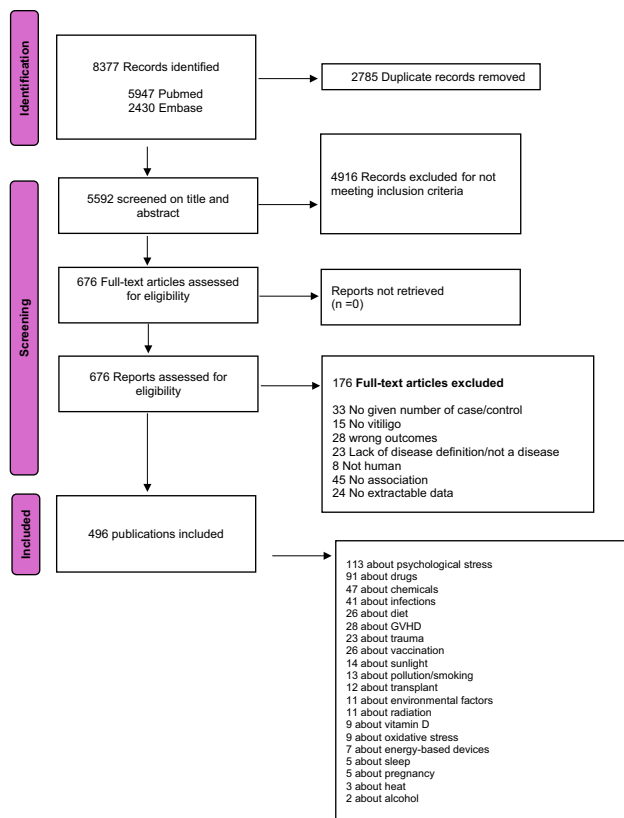 Identification
8377 Records identified
5947 Pubmed
2430 Embase
2785 Duplicate records removed
Screening
5592 screened on title and
abstract
4916 Records excluded for not
meeting inclusion criteria
676 Full-text articles assessed
for eligibility
Reports not retrieved
(n =0)
676 Reports assessed for
eligibility
176 Full-text articles excluded
33 No given number of case/control
15 No vitiligo
28 wrong outcomes
23 Lack of disease definition/not a disease
8 Not human
45 No association
24 No extractable data
Included
496 publications included
113 about psychological stress
91 about drugs
47 about chemicals
41 about infections
26 about diet
28 about GVHD
23 about trauma
26 about vaccination
14 about sunlight
13 about pollution/smoking
12 about transplant
11 about environmental factors
11 about radiation
9 about vitamin D
9 about oxidative stress
7 about energy-based devices
5 about sleep
5 about pregnancy
3 about heat
2 about alcohol